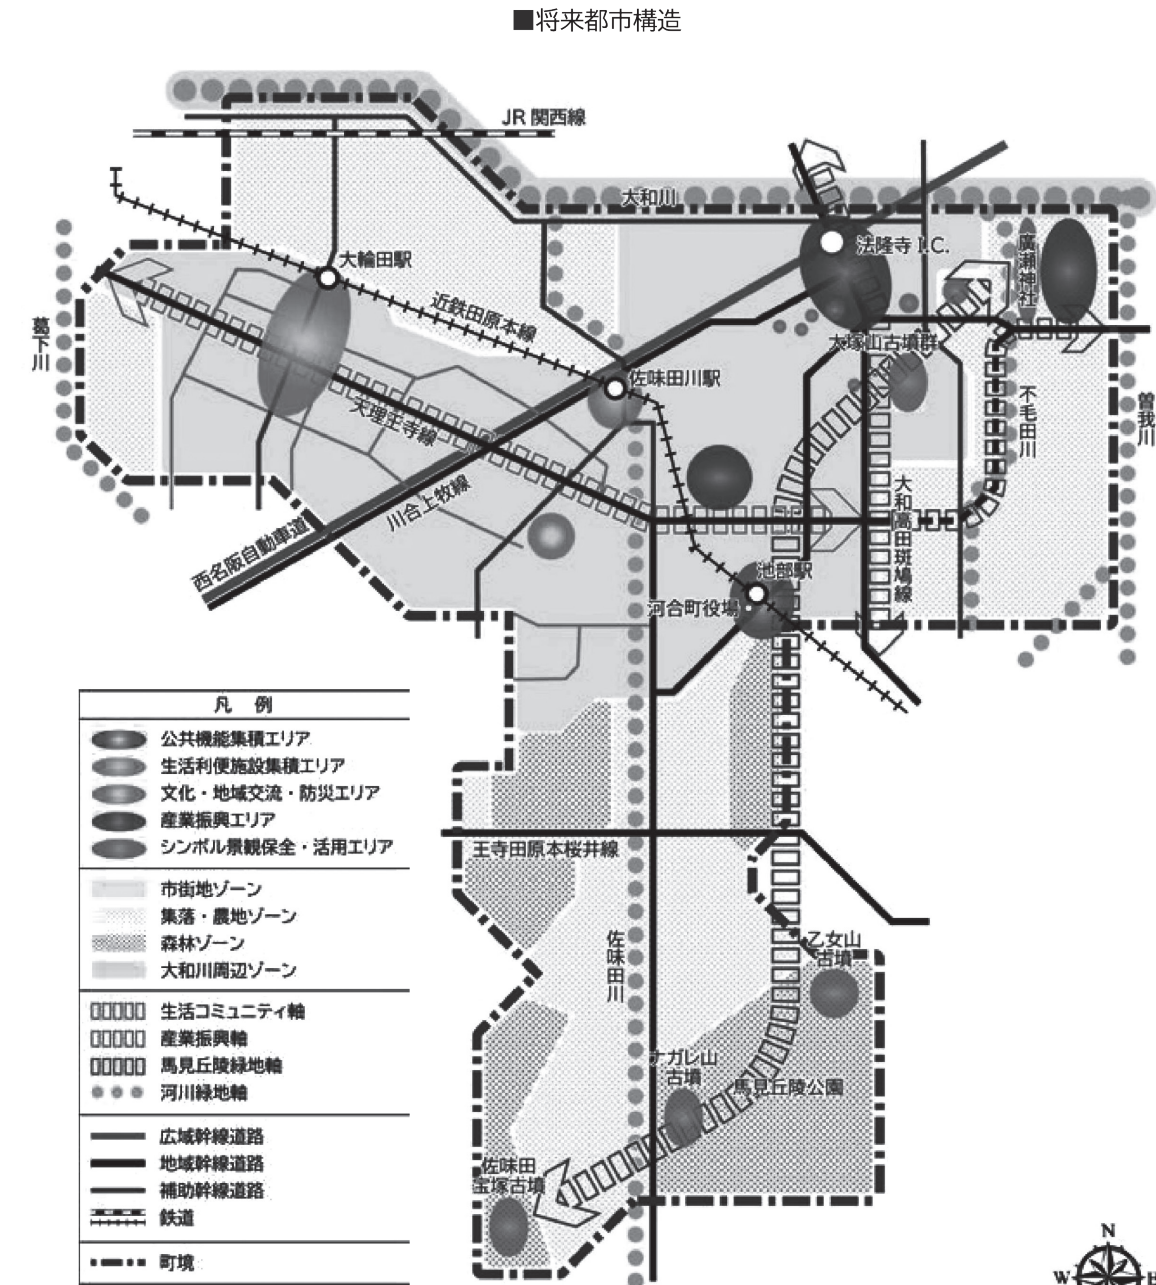 ■将来都市構造
JR関西線
大和川
法隆寺I.C.
廣瀬神社
大輪田駅
近鉄田原本線
葛下川
大塚山古墳群
佐味田川駅
天理王寺線
不毛田川
曽我川
川合上牧線
大和高田斑鳩線
西名阪自動車道
池部駅
河合町役場
凡 例
公共機能集積エリア
生活利便施設集積エリア
文化・地域交流・防災エリア
産業振興エリア
シンボル景観保全・活用エリア
市街地ゾーン
集落・農地ゾーン
森林ゾーン
大和川周辺ゾーン
生活コミュニティ軸
産業振興軸
馬見丘陵緑地軸
河川緑地軸
広域幹線道路
地域幹線道路
補助幹線道路
鉄道
町境
王寺田原本桜井線
佐味田川
乙女山
古墳
ナガレ山
古墳
馬見丘陵公園
佐味田
宝塚古墳
N
W
E